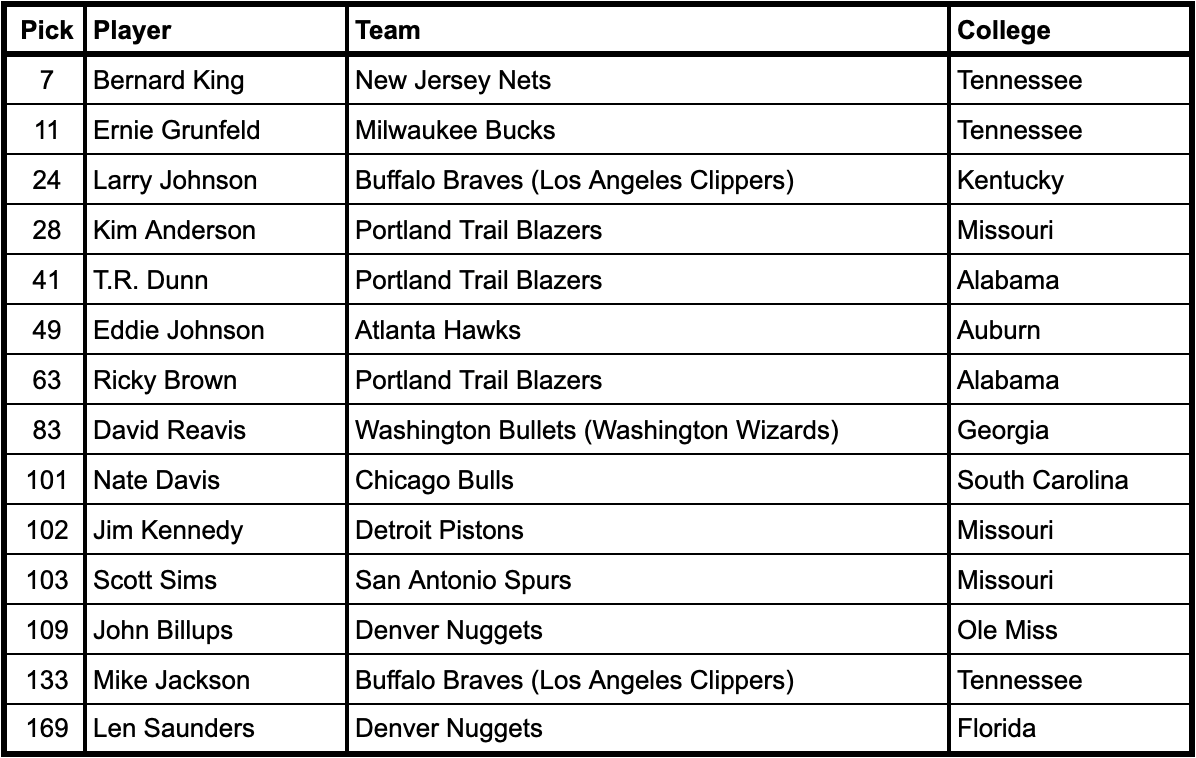 Pick Player Team College
7 Bernard King New Jersey Nets Tennessee
11 Ernie Grunfeld Milwaukee Bucks Tennessee
24 Larry Johnson Buffalo Braves (Los Angeles Clippers) Kentucky
28 Kim Anderson Portland Trail Blazers Missouri
41 T.R. Dunn Portland Trail Blazers Alabama
49 Eddie Johnson Atlanta Hawks Auburn
63 Ricky Brown Portland Trail Blazers Alabama
83 David Reavis Washington Bullets (Washington Wizards) Georgia
101 Nate Davis Chicago Bulls South Carolina
102 Jim Kennedy Detroit Pistons Missouri
103 Scott Sims San Antonio Spurs Missouri
109 John Billups Denver Nuggets Ole Miss
133 Mike Jackson Buffalo Braves (Los Angeles Clippers) Tennessee
169 Len Saunders Denver Nuggets Florida